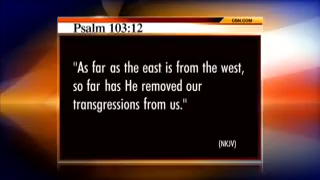 CBN.COM
Psalm 103:12
"As far as the east is from the west,
so far has He removed our
transgressions from us."
(NKJV)